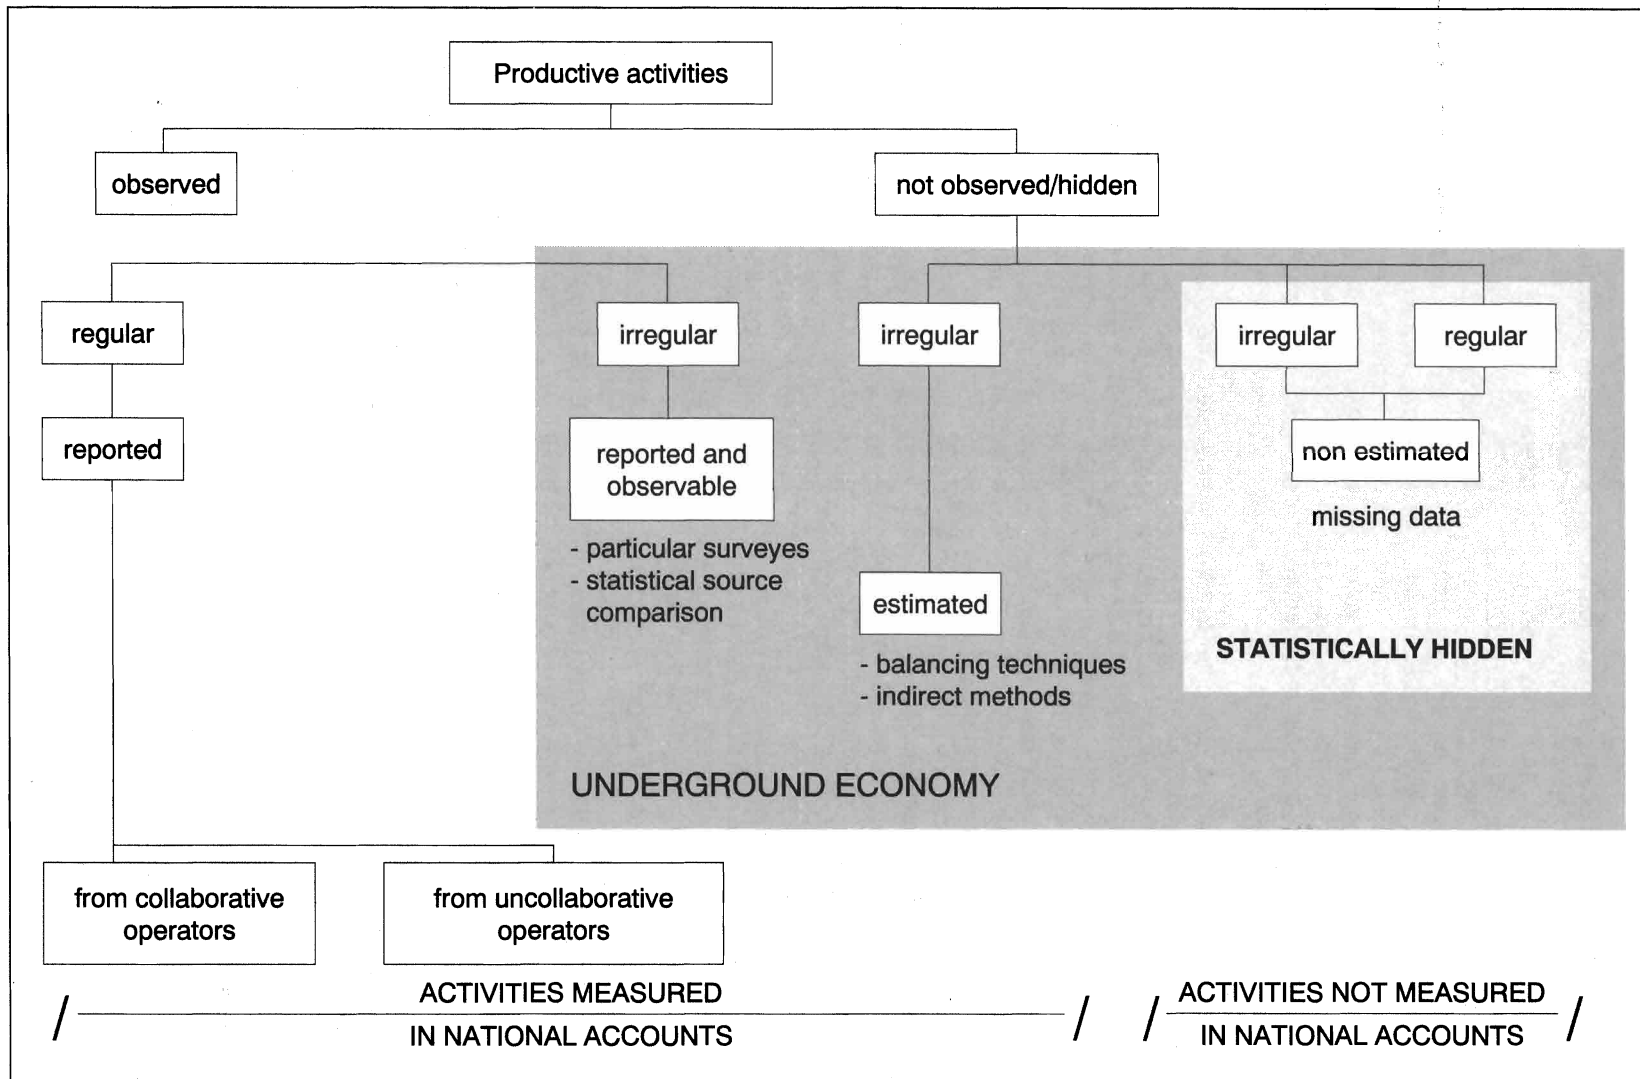 Productive activities
observed
not observed/hidden
regular
irregular
irregular
irregular
regular
reported
reported and
observable
non estimated
missing data
- particular surveyes
- statistical source
comparison
estimated
STATISTICALLY HIDDEN
- balancing techniques
- indirect methods
UNDERGROUND ECONOMY
from collaborative
operators
from uncollaborative
operators
/ ACTIVITIES MEASURED
IN NATIONAL ACCOUNTS /
/ ACTIVITIES NOT MEASURED
IN NATIONAL ACCOUNTS /